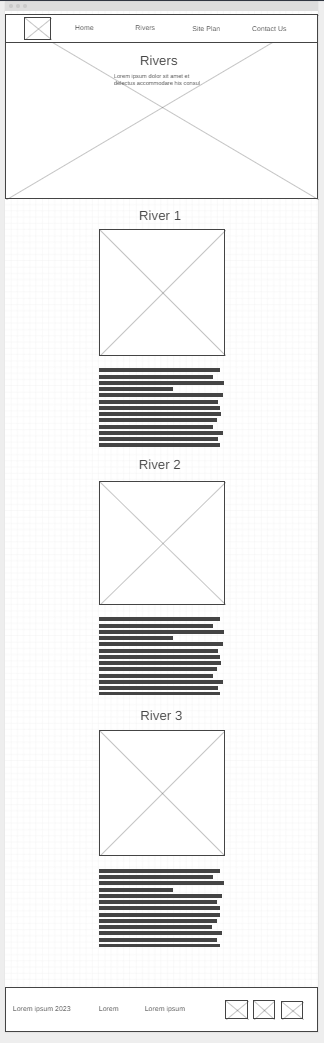 Home Rivers Site Plan Contact Us
Rivers
Lorem ipsum dolor sit amet et
delectus accommodare his consul
River 1
River 2
River 3
Lorem ipsum 2023 Lorem Lorem ipsum